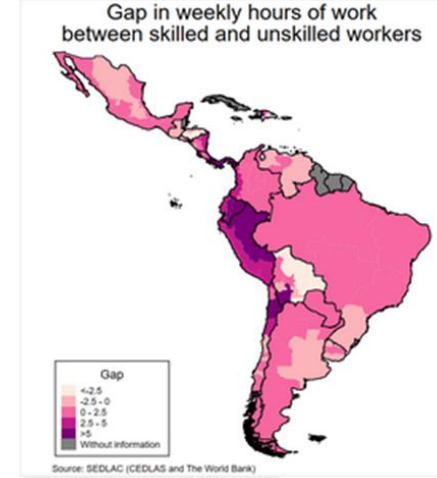 Gap in weekly hours of work
between skilled and unskilled workers
Gap
<-2.5
-2.5 - 0
0 - 2.5
2.5 - 5
>5
Without information
Source: SEDLAC (CEDLAS and The World Bank)